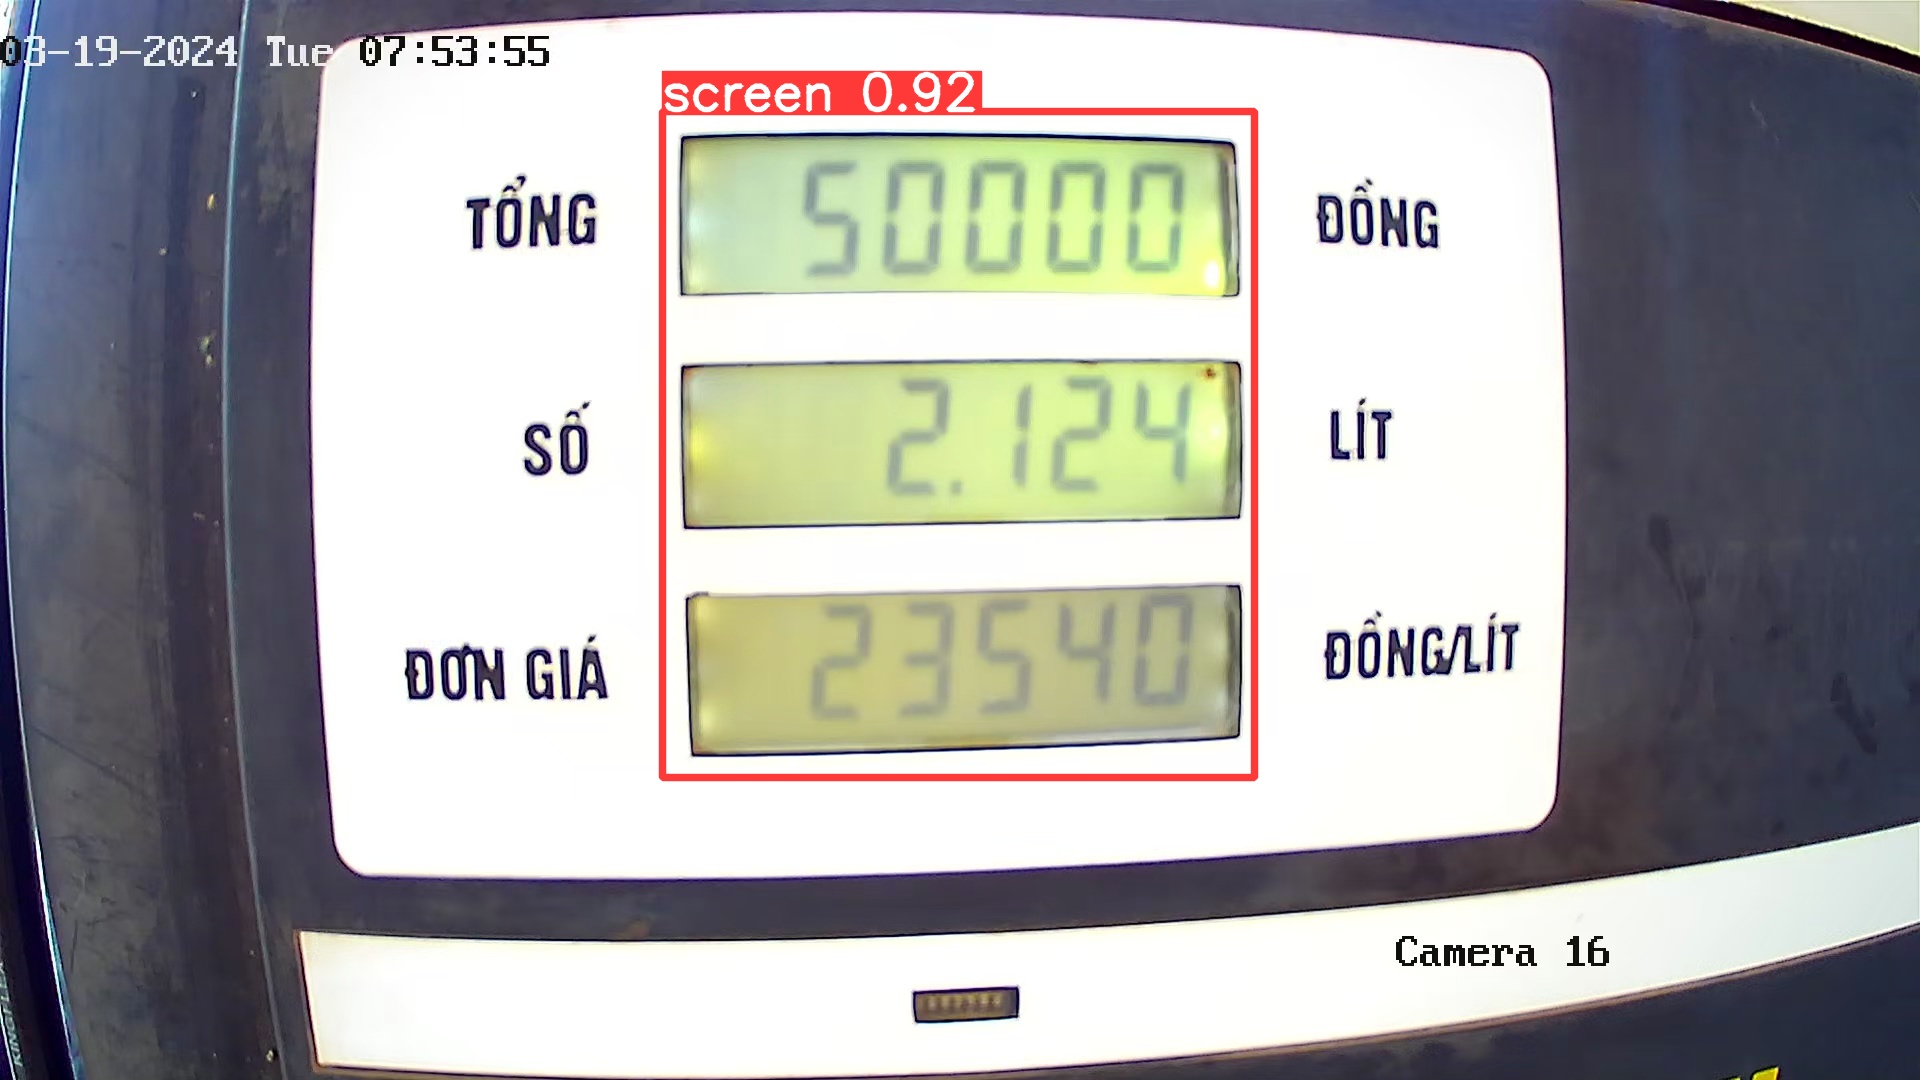 03-19-2024 Tue 07:53:55
screen 0.92
TỔNG 50000 ĐỒNG
SỐ 2.124 LÍT
ĐƠN GIÁ 23540 ĐỒNG/LÍT
Camera 16